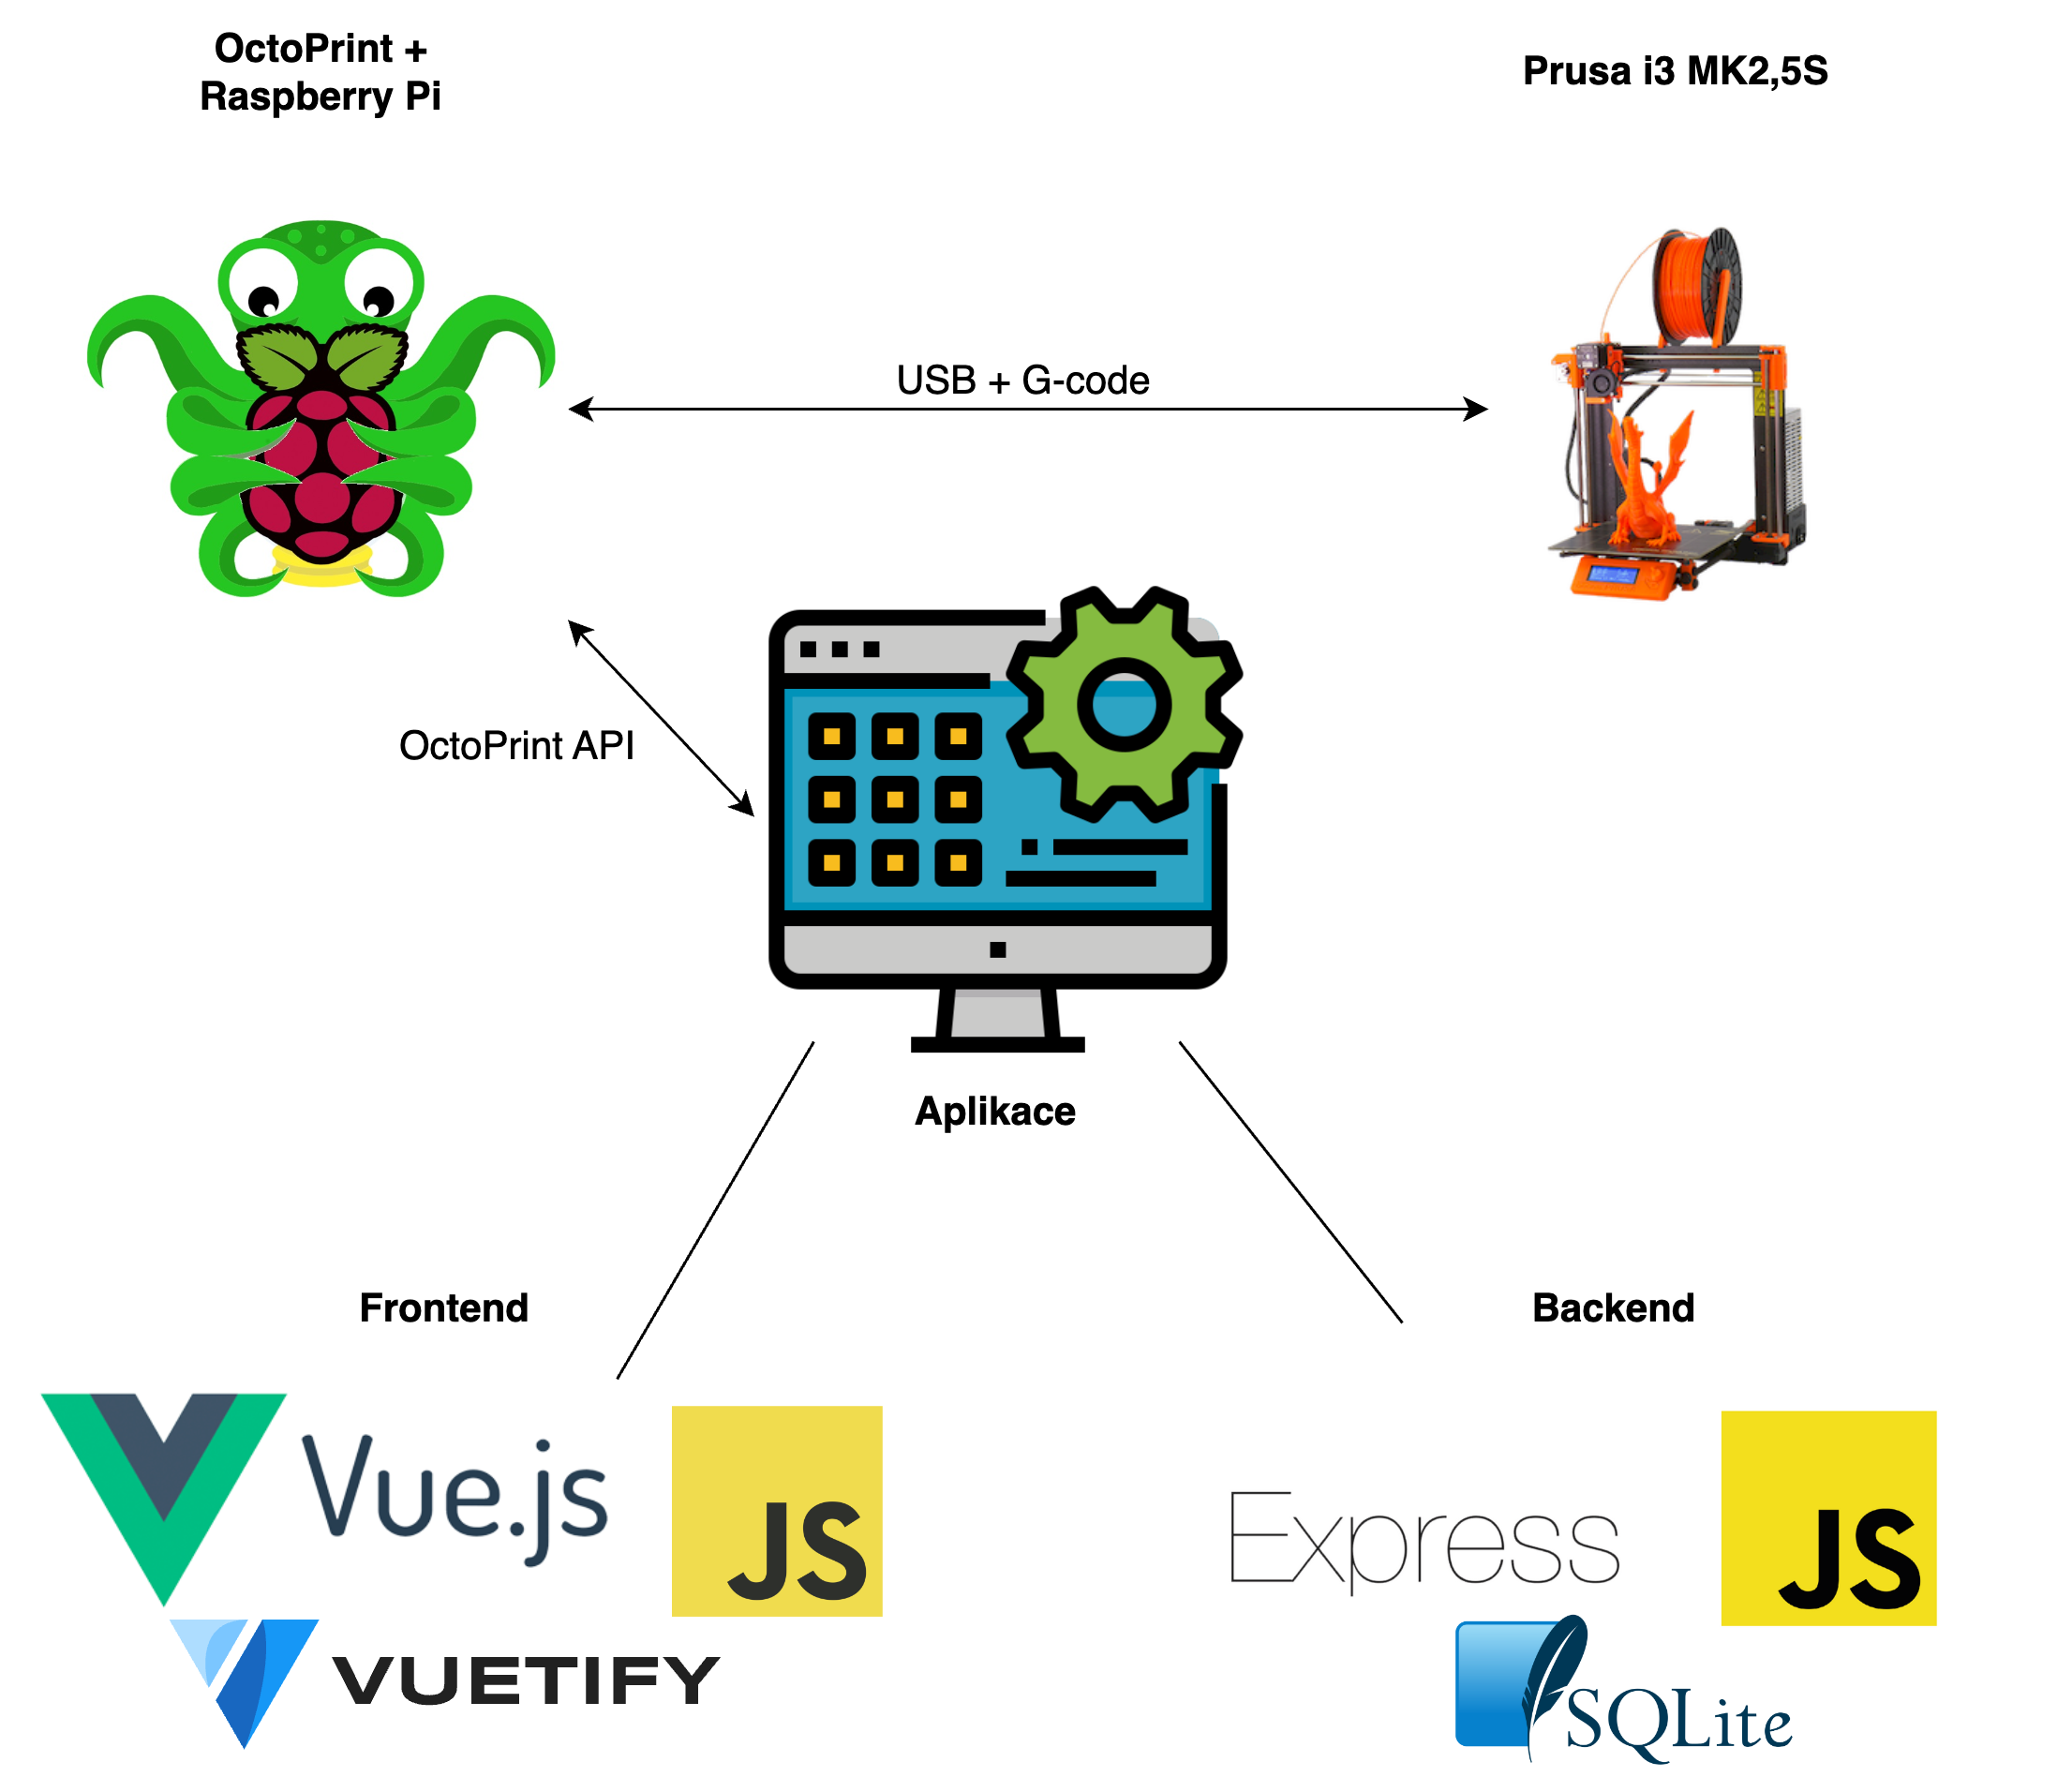 OctoPrint +
Raspberry Pi
Prusa i3 MK2,5S
USB + G-code
OctoPrint API
Aplikace
Frontend
Backend
Vue.js
JS
Express
JS
VUETIFY
SQLite